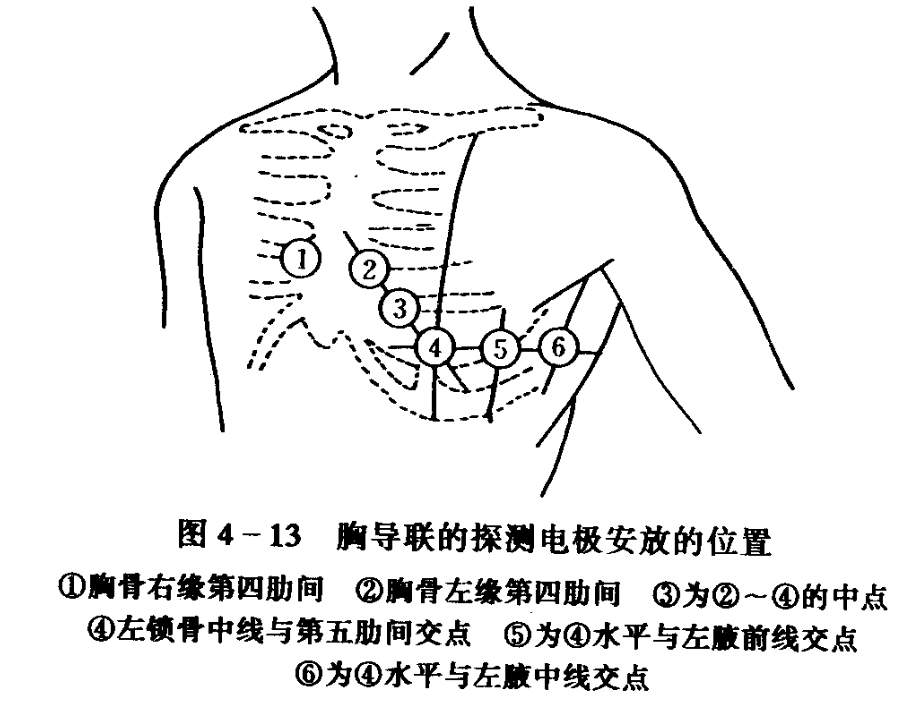 ①
②
③
④
⑤
⑥
图4-13 胸导联的探测电极安放的位置
①胸骨右缘第四肋间 ②胸骨左缘第四肋间 ③为②～④的中点
④左锁骨中线与第五肋间交点 ⑤为④水平与左腋前线交点
⑥为④水平与左腋中线交点